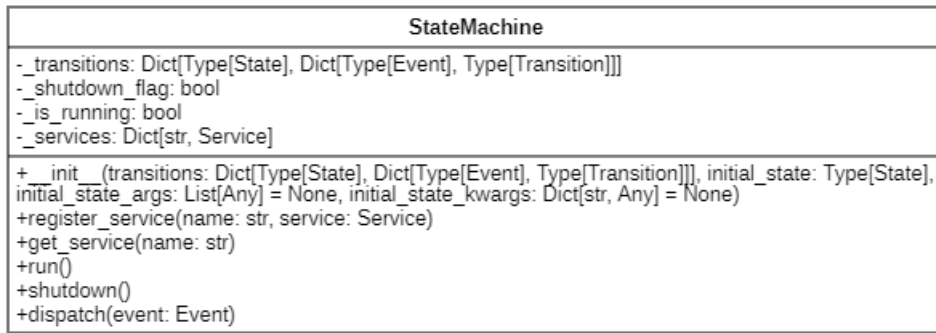 StateMachine
-_transitions: Dict[Type[State], Dict[Type[Event], Type[Transition]]]
-_shutdown_flag: bool
-_is_running: bool
-_services: Dict[str, Service]
+__init__(transitions: Dict[Type[State], Dict[Type[Event], Type[Transition]]], initial_state: Type[State],
initial_state_args: List[Any] = None, initial_state_kwargs: Dict[str, Any] = None)
+register_service(name: str, service: Service)
+get_service(name: str)
+run()
+shutdown()
+dispatch(event: Event)